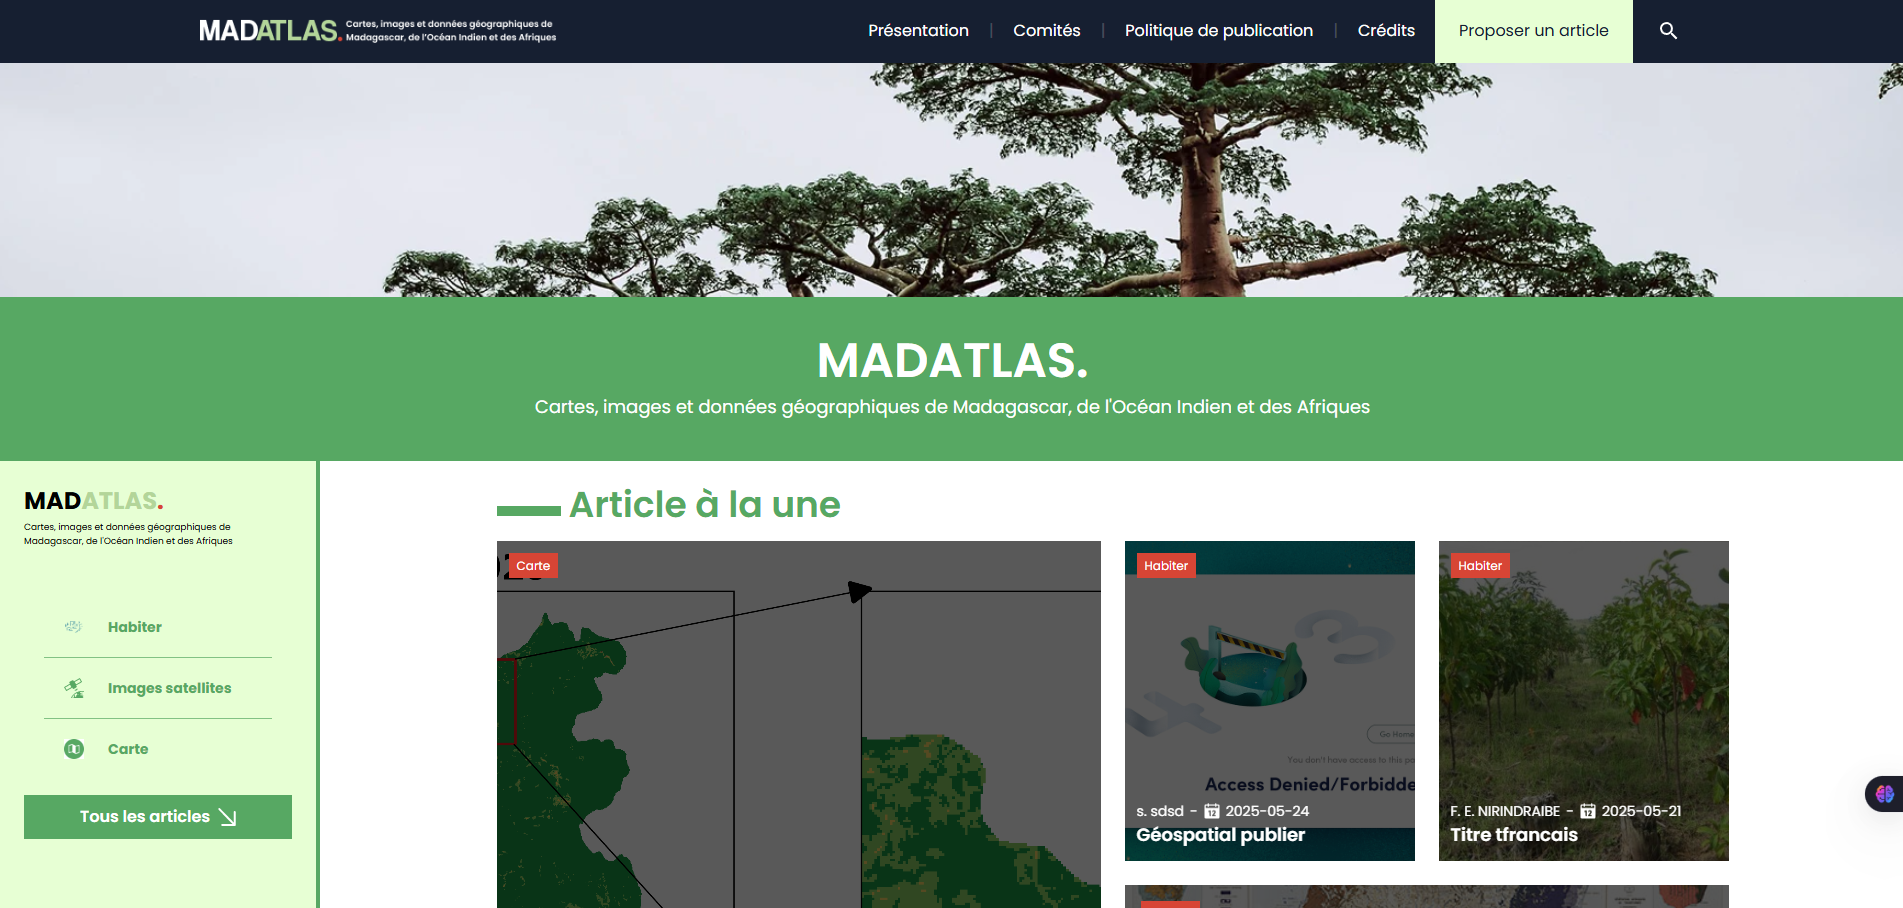 MADATLAS. Cartes, images et données géographiques de
Madagascar, de l'Océan Indien et des Afriques
Présentation | Comités | Politique de publication | Crédits
Proposer un article
MADATLAS.
Cartes, images et données géographiques de Madagascar, de l'Océan Indien et des Afriques
MADATLAS.
Cartes, images et données géographiques de
Madagascar, de l'Océan Indien et des Afriques
Habiter
Images satellites
Carte
Tous les articles
Article à la une
Carte
Habiter
Go Home
You don't have access to this pa
Access Denied/Forbidde
s. sdsd - 12 2025-05-24
Géospatial publier
Habiter
F. E. NIRINDRAIBE - 12 2025-05-21
Titre tfrancais